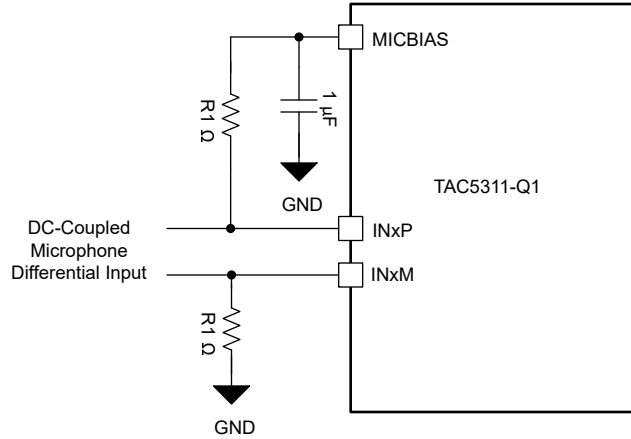 MICBIAS
R1 Ω
1
µF
TAC5311-Q1
GND
DC-Coupled
Microphone
Differential Input
INxP
INxM
R1 Ω
GND